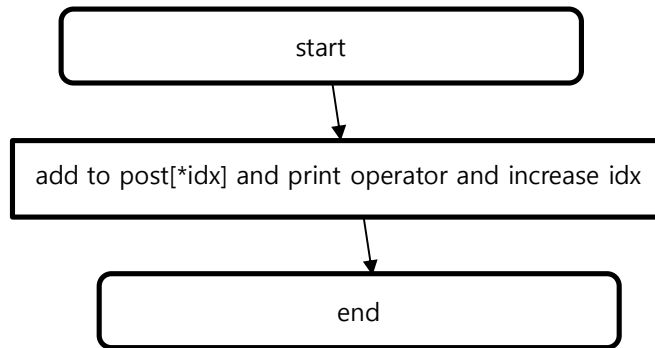 start
add to post[*idx] and print operator and increase idx
end